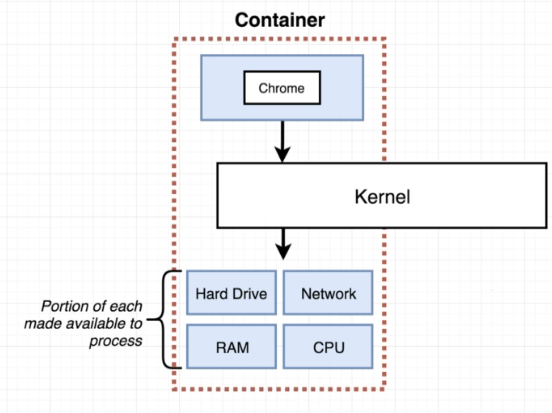 Container
Chrome
Kernel
Hard Drive
Network
Portion of each
made available to
process
RAM
CPU